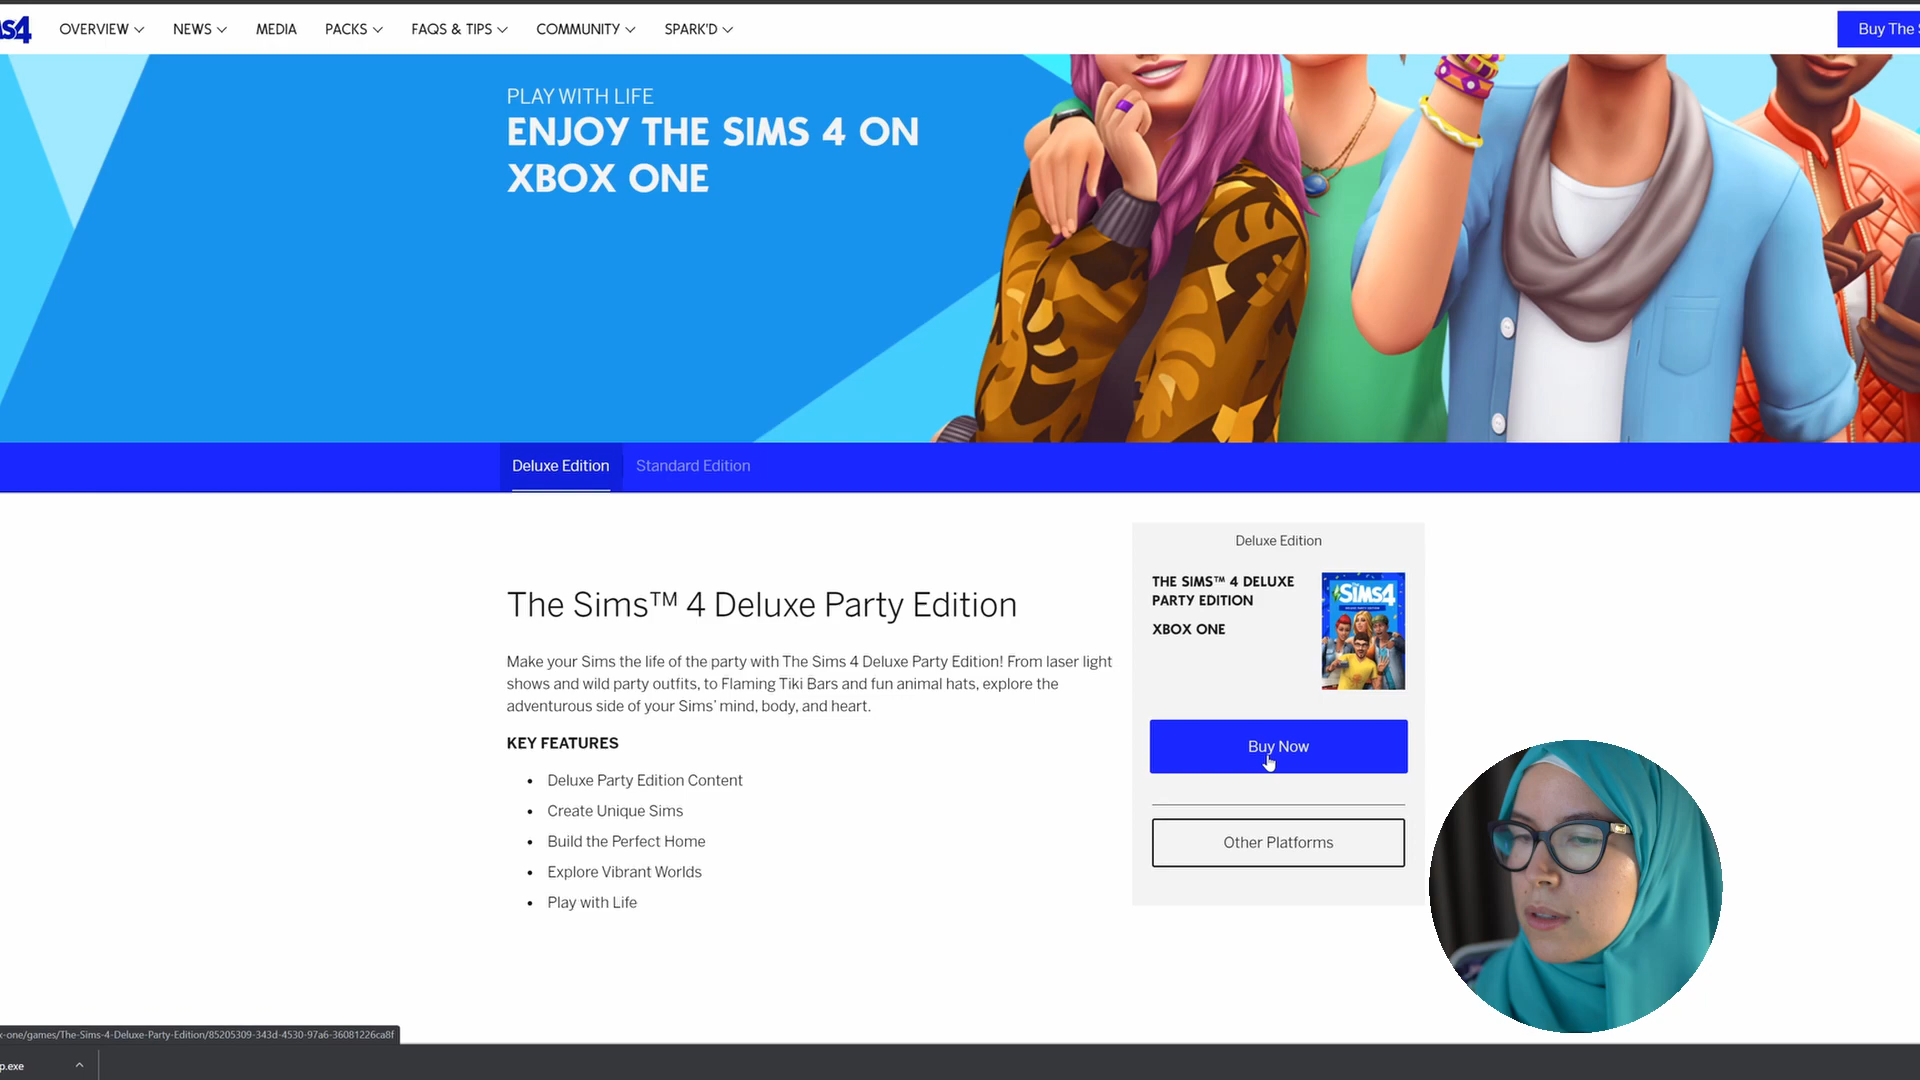 OVERVIEW
NEWS
MEDIA
PACKS
FAQS & TIPS
COMMUNITY
SPARK'D
Buy The
PLAY WITH LIFE
ENJOY THE SIMS 4 ON
XBOX ONE
Deluxe Edition
Standard Edition
The Sims™ 4 Deluxe Party Edition
Make your Sims the life of the party with The Sims 4 Deluxe Party Edition! From laser light
shows and wild party outfits, to Flaming Tiki Bars and fun animal hats, explore the
adventurous side of your Sims' mind, body, and heart.
KEY FEATURES
• Deluxe Party Edition Content
• Create Unique Sims
• Build the Perfect Home
• Explore Vibrant Worlds
• Play with Life
Deluxe Edition
THE SIMS™ 4 DELUXE
PARTY EDITION
XBOX ONE
The SIMS 4
Buy Now
Other Platforms
x-one/games/The-Sims-4-Deluxe-Party-Edition/85205309-343d-4530-97a6-36081226ca8f
p.exe